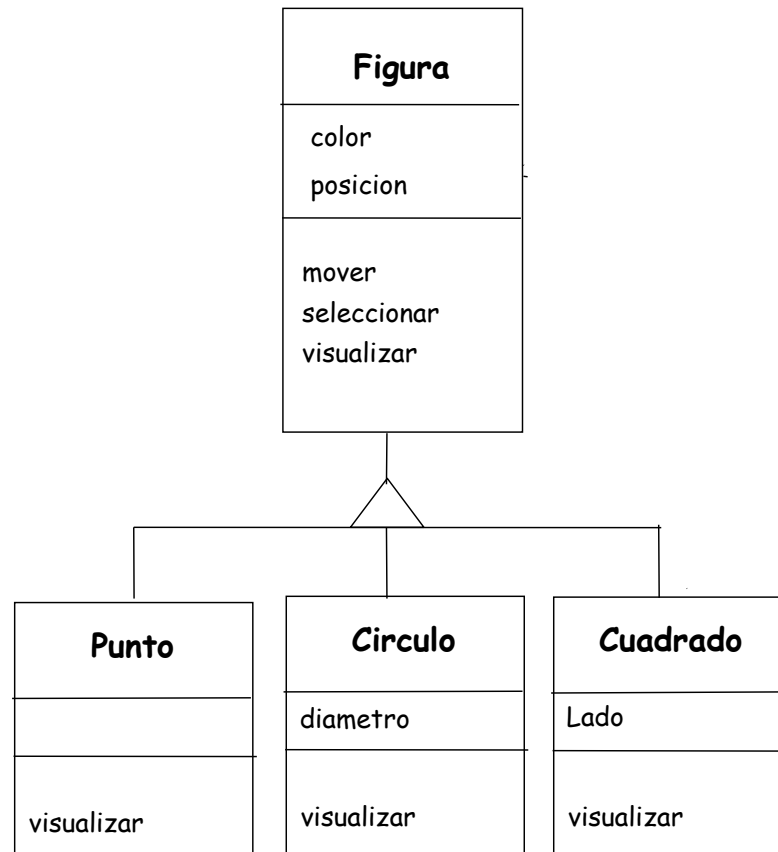 Figura
color
posicion
mover
seleccionar
visualizar
Punto
visualizar
Circulo
diametro
visualizar
Cuadrado
Lado
visualizar